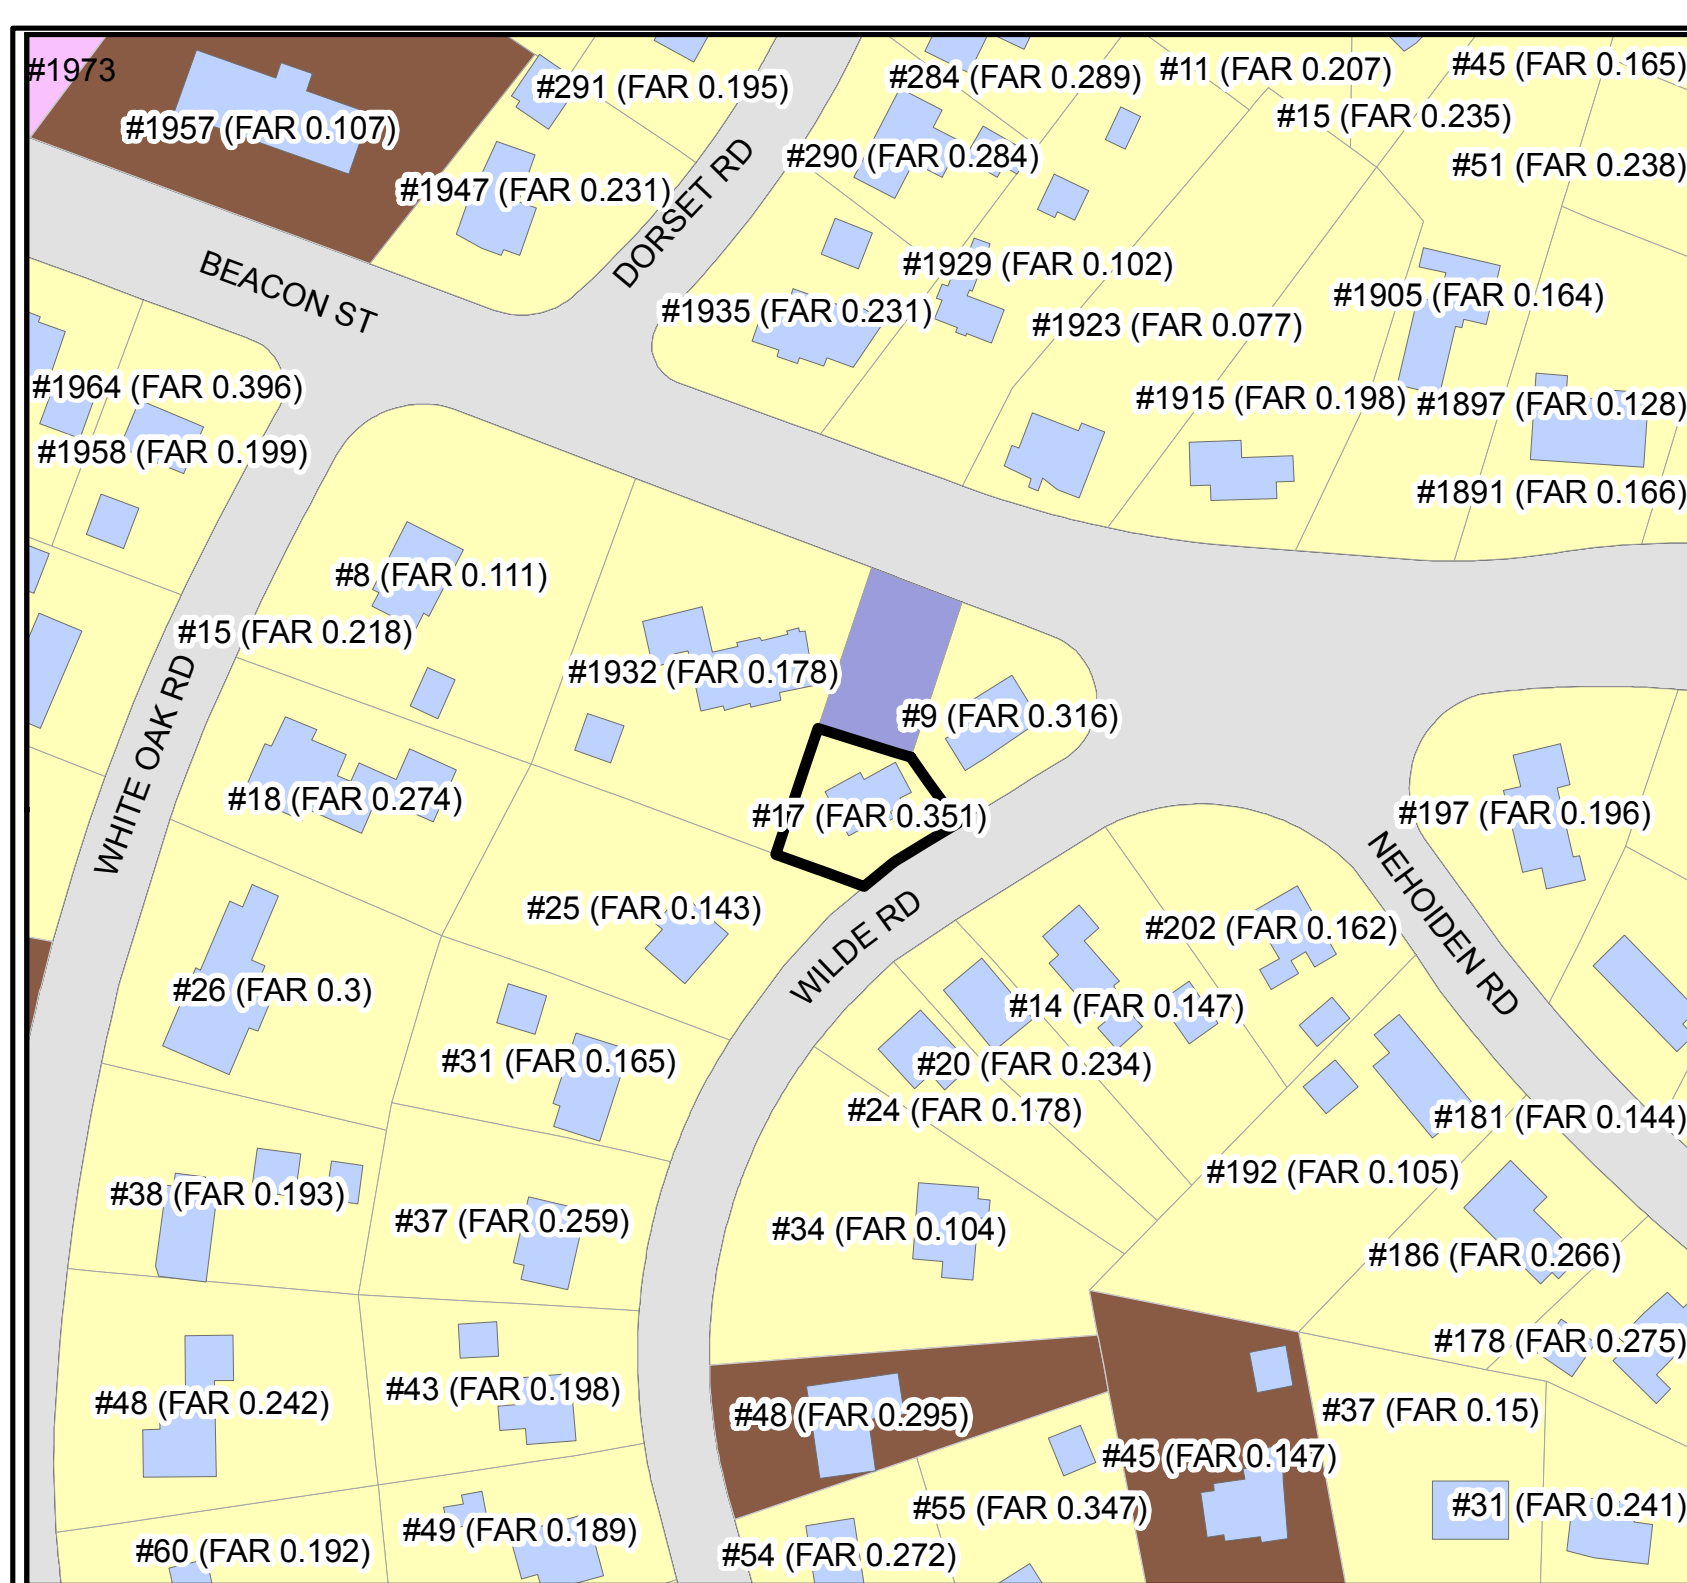 #1973
#1957 (FAR 0.107)
#291 (FAR 0.195)
#284 (FAR 0.289)
#11 (FAR 0.207)
#45 (FAR 0.165)
#15 (FAR 0.235)
#290 (FAR 0.284)
#51 (FAR 0.238)
#1947 (FAR 0.231)
DORSET RD
BEACON ST
#1929 (FAR 0.102)
#1935 (FAR 0.231)
#1923 (FAR 0.077)
#1905 (FAR 0.164)
#1964 (FAR 0.396)
#1915 (FAR 0.198)
#1897 (FAR 0.128)
#1958 (FAR 0.199)
#1891 (FAR 0.166)
#8 (FAR 0.111)
#15 (FAR 0.218)
#1932 (FAR 0.178)
#9 (FAR 0.316)
WHITE OAK RD
#18 (FAR 0.274)
#17 (FAR 0.351)
#197 (FAR 0.196)
#25 (FAR 0.143)
WILDE RD
#202 (FAR 0.162)
NEHOIDEN RD
#26 (FAR 0.3)
#14 (FAR 0.147)
#31 (FAR 0.165)
#20 (FAR 0.234)
#24 (FAR 0.178)
#181 (FAR 0.144)
#192 (FAR 0.105)
#38 (FAR 0.193)
#37 (FAR 0.259)
#34 (FAR 0.104)
#186 (FAR 0.266)
#178 (FAR 0.275)
#48 (FAR 0.242)
#43 (FAR 0.198)
#48 (FAR 0.295)
#37 (FAR 0.15)
#45 (FAR 0.147)
#55 (FAR 0.347)
#31 (FAR 0.241)
#49 (FAR 0.189)
#60 (FAR 0.192)
#54 (FAR 0.272)